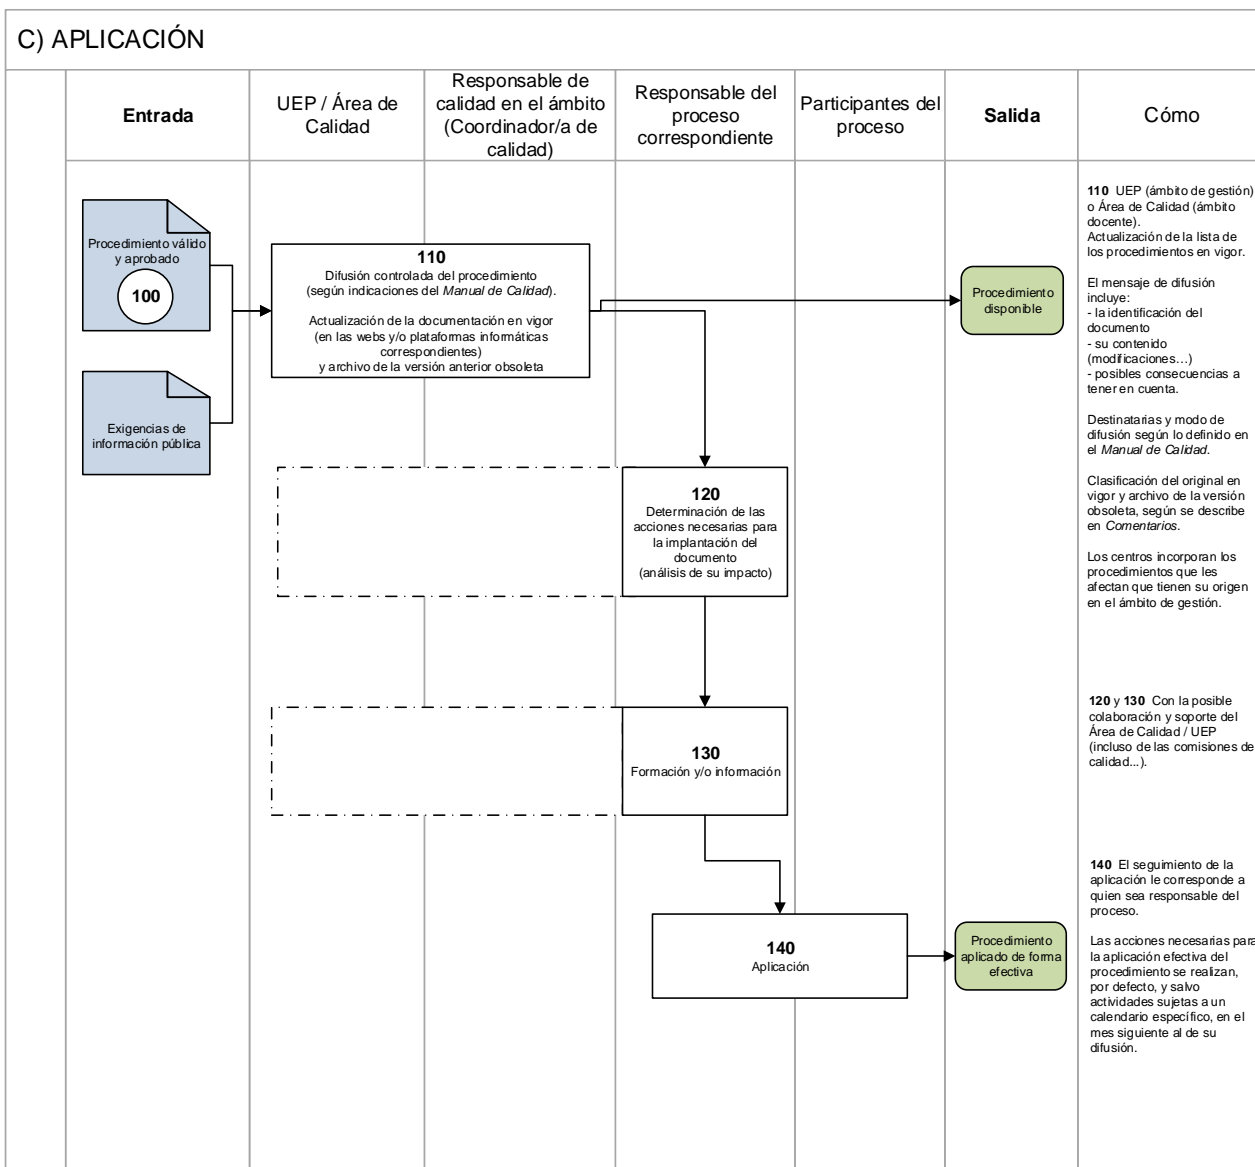 C) APLICACIÓN
Entrada
UEP / Área de
Calidad
Responsable de
calidad en el ámbito
(Coordinador/a de
calidad)
Responsable del
proceso
correspondiente
Participantes del
proceso
Salida
Cómo
Procedimiento válido
y aprobado
100
Exigencias de
información pública
110
Difusión controlada del procedimiento
(según indicaciones del Manual de Calidad).
Actualización de la documentación en vigor
(en las webs y/o plataformas informáticas
correspondientes)
y archivo de la versión anterior obsoleta
Procedimiento
disponible
120
Determinación de las
acciones necesarias para
la implantación del
documento
(análisis de su impacto)
130
Formación y/o información
140
Aplicación
Procedimiento
aplicado de forma
efectiva
110 UEP (ámbito de gestión)
o Área de Calidad (ámbito
docente).
Actualización de la lista de
los procedimientos en vigor.
El mensaje de difusión
incluye:
- la identificación del
documento
- su contenido
(modificaciones...)
- posibles consecuencias a
tener en cuenta.
Destinatarias y modo de
difusión según lo definido en
el Manual de Calidad.
Clasificación del original en
vigor y archivo de la versión
obsoleta, según se describe
en Comentarios.
Los centros incorporan los
procedimientos que les
afectan que tienen su origen
en el ámbito de gestión.
120 y 130 Con la posible
colaboración y soporte del
Área de Calidad / UEP
(incluso de las comisiones de
calidad...).
140 El seguimiento de la
aplicación le corresponde a
quien sea responsable del
proceso.
Las acciones necesarias para
la aplicación efectiva del
procedimiento se realizan,
por defecto, y salvo
actividades sujetas a un
calendario específico, en el
mes siguiente al de su
difusión.